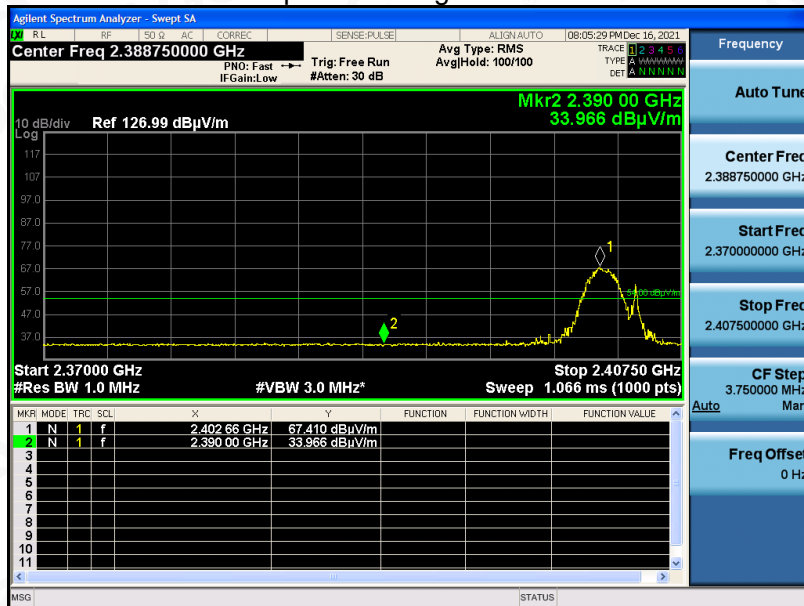 Agilent Spectrum Analyzer - Swept SA
LXI RL RF 50 Ω AC CORREC SENSE:PULSE ALIGN AUTO 08:05:29 PM Dec 16, 2021
Center Freq 2.388750000 GHz
PNO: Fast
IFGain:Low
Trig: Free Run
#Atten: 30 dB
Avg Type: RMS
Avg|Hold: 100/100
TRACE 1 2 3 4 5 6
TYPE A WWWWW
DET A N N N N N
Mkr2 2.390 00 GHz
33.966 dBµV/m
10 dB/div Ref 126.99 dBµV/m
Log
117
107
97.0
87.0
77.0
67.0
57.0
47.0
37.0
1
2
54.00 dBµV/m
Start 2.37000 GHz Stop 2.40750 GHz
#Res BW 1.0 MHz #VBW 3.0 MHz* Sweep 1.066 ms (1000 pts)
MKR MODE TRC SCL X Y FUNCTION FUNCTION WIDTH FUNCTION VALUE
1 N 1 f 2.402 66 GHz 67.410 dBµV/m
2 N 1 f 2.390 00 GHz 33.966 dBµV/m
3
4
5
6
7
8
9
10
11
MSG STATUS
Frequency
Auto Tune
Center Freq
2.388750000 GHz
Start Freq
2.370000000 GHz
Stop Freq
2.407500000 GHz
CF Step
3.750000 MHz
Auto Man
Freq Offset
0 Hz